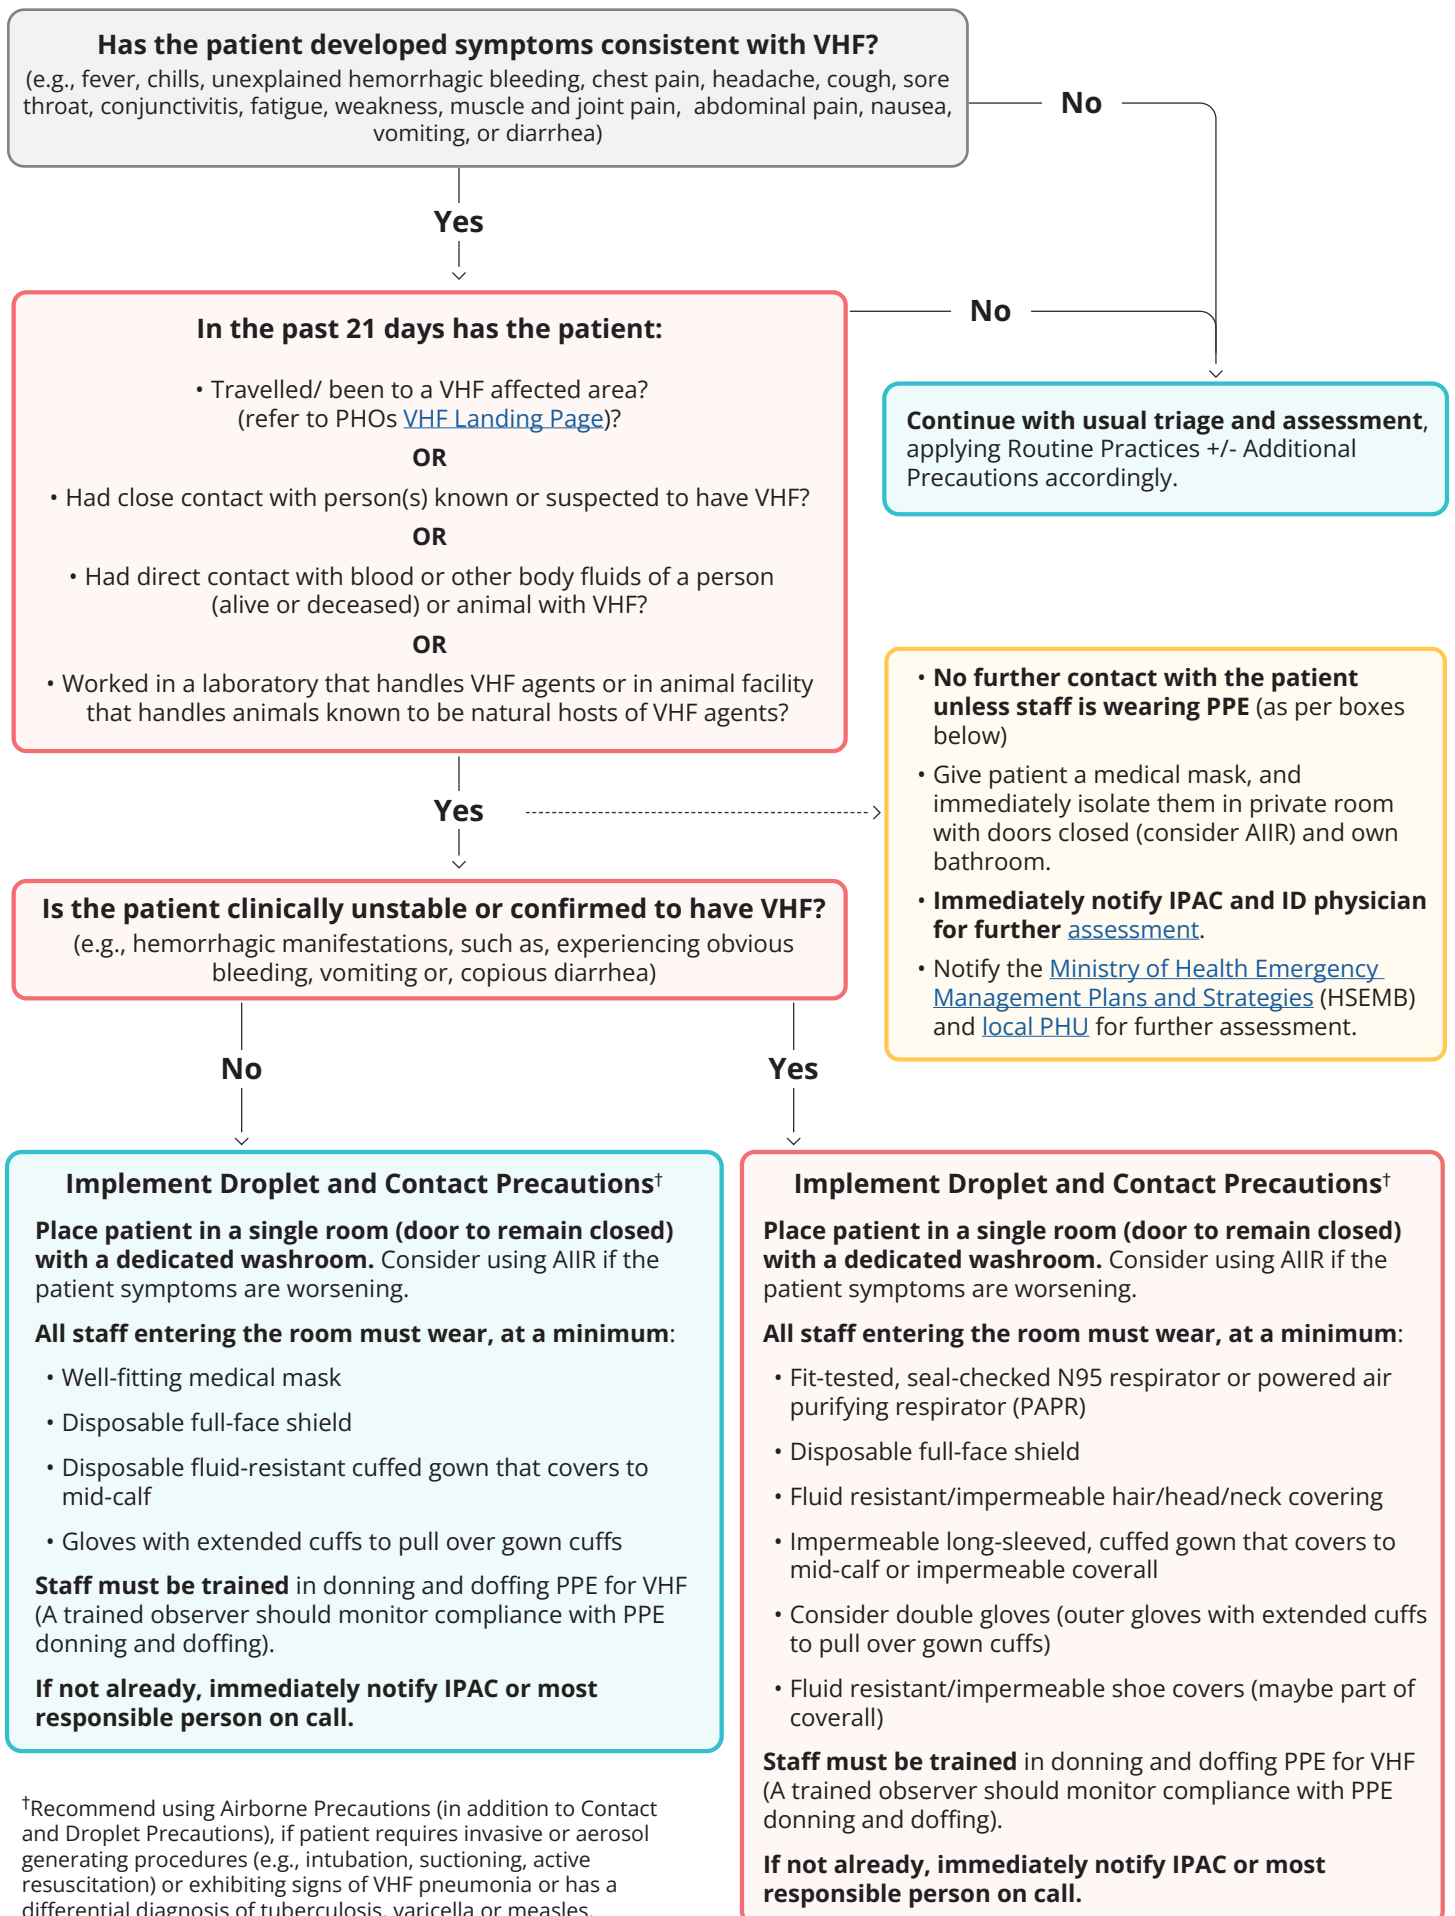 Has the patient developed symptoms consistent with VHF?
(e.g., fever, chills, unexplained hemorrhagic bleeding, chest pain, headache, cough, sore
throat, conjunctivitis, fatigue, weakness, muscle and joint pain, abdominal pain, nausea,
vomiting, or diarrhea)
No
Yes
In the past 21 days has the patient:
• Travelled/ been to a VHF affected area?
(refer to PHOs VHF Landing Page)?
OR
• Had close contact with person(s) known or suspected to have VHF?
OR
• Had direct contact with blood or other body fluids of a person
(alive or deceased) or animal with VHF?
OR
• Worked in a laboratory that handles VHF agents or in animal facility
that handles animals known to be natural hosts of VHF agents?
No
Continue with usual triage and assessment,
applying Routine Practices +/- Additional
Precautions accordingly.
Yes
• No further contact with the patient
unless staff is wearing PPE (as per boxes
below)
• Give patient a medical mask, and
immediately isolate them in private room
with doors closed (consider AIIR) and own
bathroom.
• Immediately notify IPAC and ID physician
for further assessment.
• Notify the Ministry of Health Emergency
Management Plans and Strategies (HSEMB)
and local PHU for further assessment.
Is the patient clinically unstable or confirmed to have VHF?
(e.g., hemorrhagic manifestations, such as, experiencing obvious
bleeding, vomiting or, copious diarrhea)
No
Yes
Implement Droplet and Contact Precautions†
Place patient in a single room (door to remain closed)
with a dedicated washroom. Consider using AIIR if the
patient symptoms are worsening.
All staff entering the room must wear, at a minimum:
• Well-fitting medical mask
• Disposable full-face shield
• Disposable fluid-resistant cuffed gown that covers to
mid-calf
• Gloves with extended cuffs to pull over gown cuffs
Staff must be trained in donning and doffing PPE for VHF
(A trained observer should monitor compliance with PPE
donning and doffing).
If not already, immediately notify IPAC or most
responsible person on call.
Implement Droplet and Contact Precautions†
Place patient in a single room (door to remain closed)
with a dedicated washroom. Consider using AIIR if the
patient symptoms are worsening.
All staff entering the room must wear, at a minimum:
• Fit-tested, seal-checked N95 respirator or powered air
purifying respirator (PAPR)
• Disposable full-face shield
• Fluid resistant/impermeable hair/head/neck covering
• Impermeable long-sleeved, cuffed gown that covers to
mid-calf or impermeable coverall
• Consider double gloves (outer gloves with extended cuffs
to pull over gown cuffs)
• Fluid resistant/impermeable shoe covers (maybe part of
coverall)
Staff must be trained in donning and doffing PPE for VHF
(A trained observer should monitor compliance with PPE
donning and doffing).
If not already, immediately notify IPAC or most
responsible person on call.
†Recommend using Airborne Precautions (in addition to Contact
and Droplet Precautions), if patient requires invasive or aerosol
generating procedures (e.g., intubation, suctioning, active
resuscitation) or exhibiting signs of VHF pneumonia or has a
differential diagnosis of tuberculosis, varicella or measles.